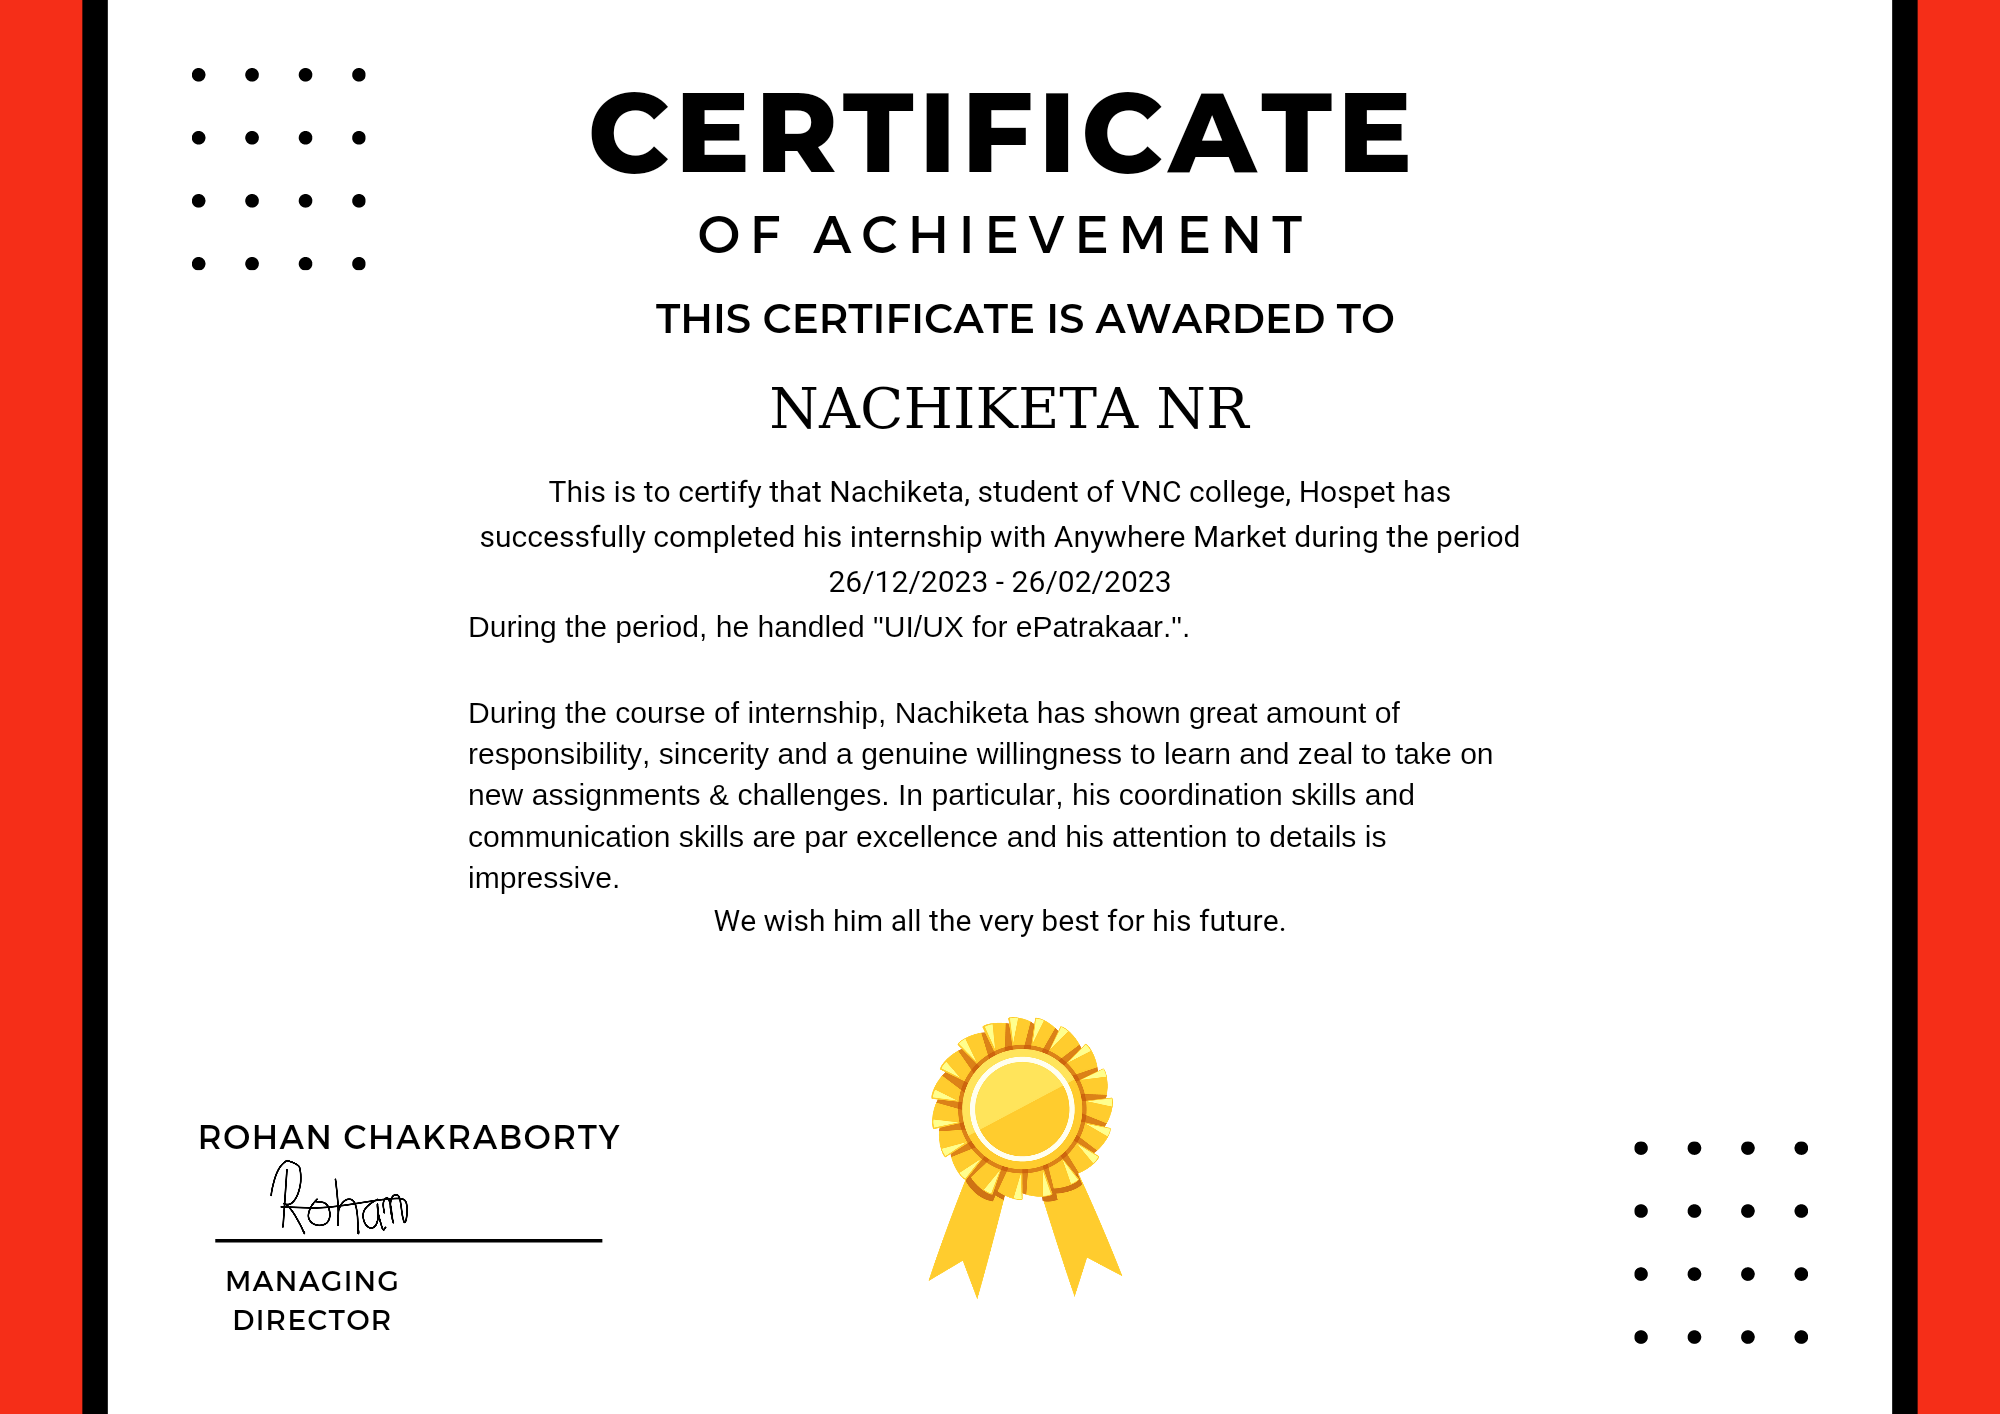 CERTIFICATE
OF ACHIEVEMENT
THIS CERTIFICATE IS AWARDED TO
NACHIKETA NR
This is to certify that Nachiketa, student of VNC college, Hospet has
successfully completed his internship with Anywhere Market during the period
26/12/2023 - 26/02/2023
During the period, he handled "UI/UX for ePatrakaar.".
During the course of internship, Nachiketa has shown great amount of
responsibility, sincerity and a genuine willingness to learn and zeal to take on
new assignments & challenges. In particular, his coordination skills and
communication skills are par excellence and his attention to details is
impressive.
We wish him all the very best for his future.
ROHAN CHAKRABORTY
Rohan
MANAGING
DIRECTOR